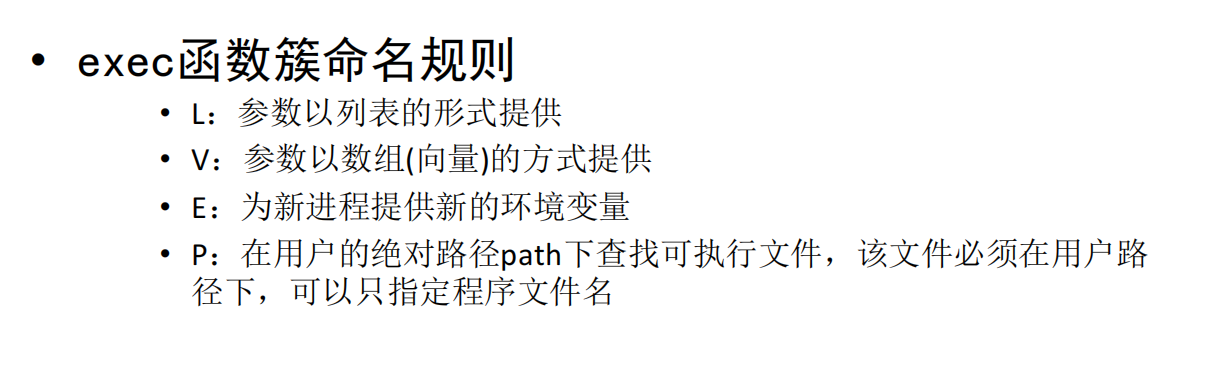 • exec函数簇命名规则
• L：参数以列表的形式提供
• V：参数以数组(向量)的方式提供
• E：为新进程提供新的环境变量
• P：在用户的绝对路径path下查找可执行文件，该文件必须在用户路
径下，可以只指定程序文件名